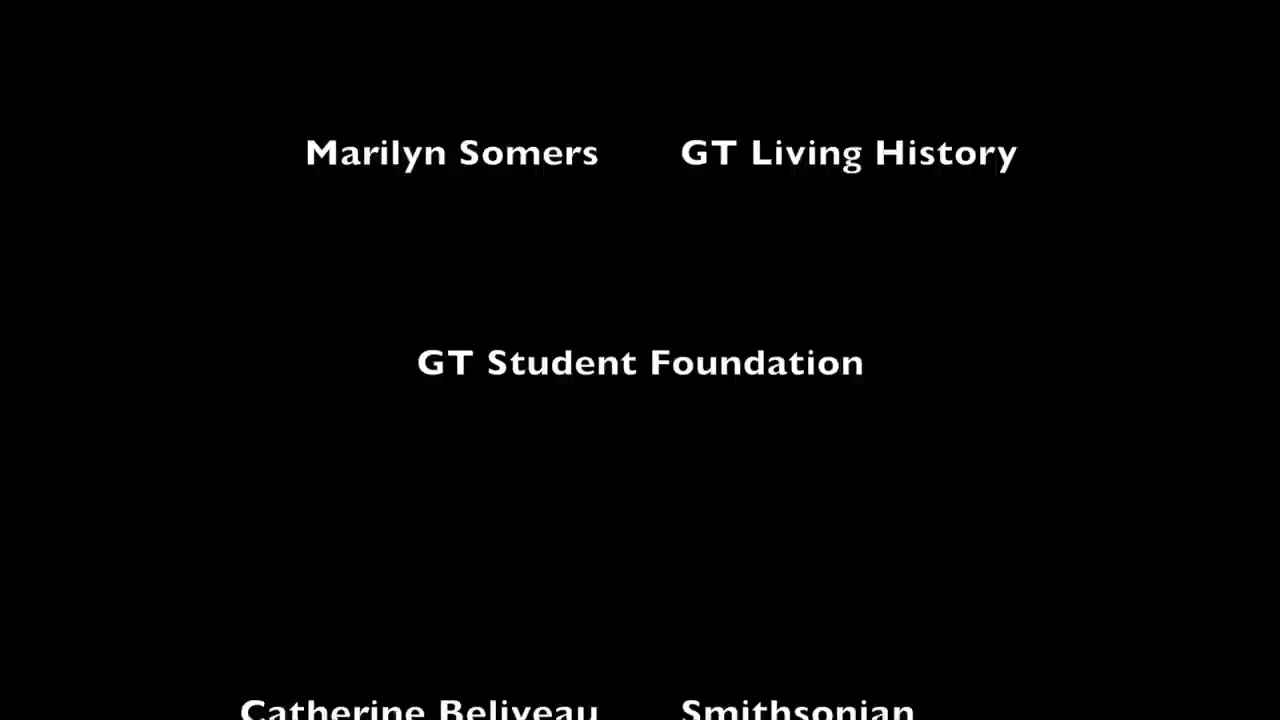 Marilyn Somers GT Living History
GT Student Foundation
Catherine Beliveau Smithsonian